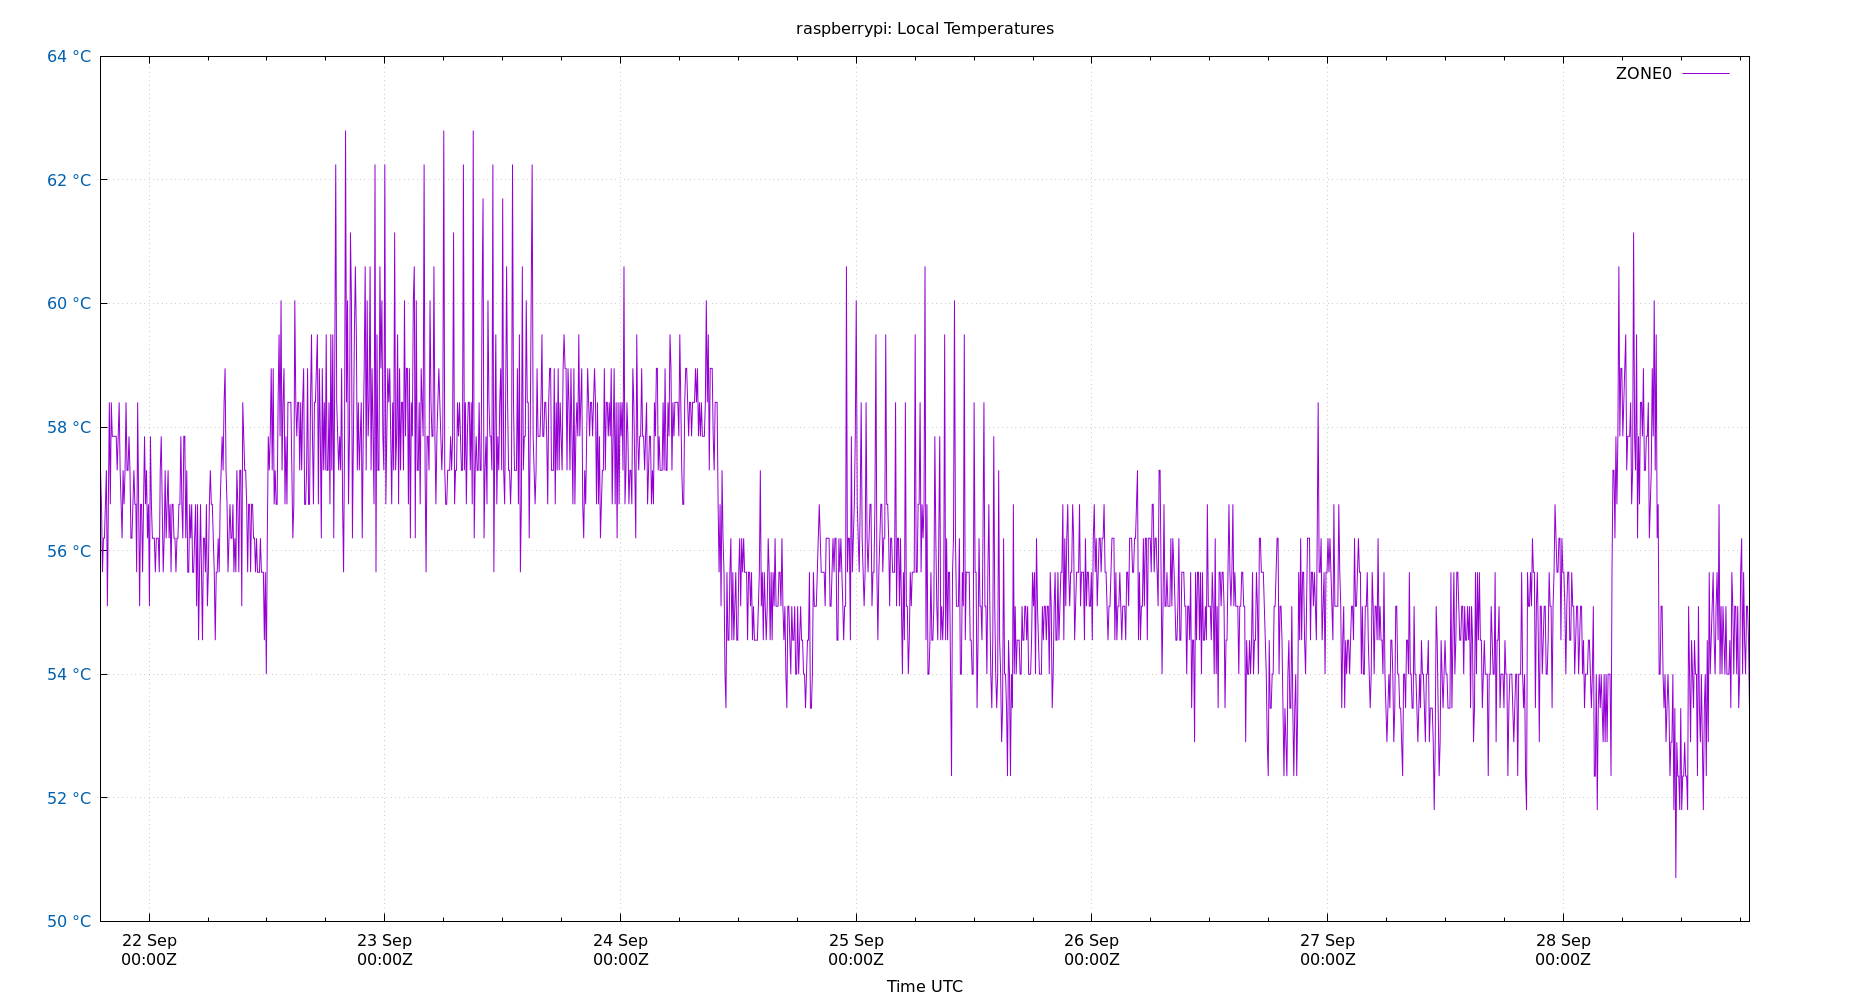 raspberrypi: Local Temperatures
64 °C
ZONE0
62 °C
60 °C
58 °C
56 °C
54 °C
52 °C
50 °C
22 Sep 23 Sep 24 Sep 25 Sep 26 Sep 27 Sep 28 Sep
00:00Z 00:00Z 00:00Z 00:00Z 00:00Z 00:00Z 00:00Z
Time UTC